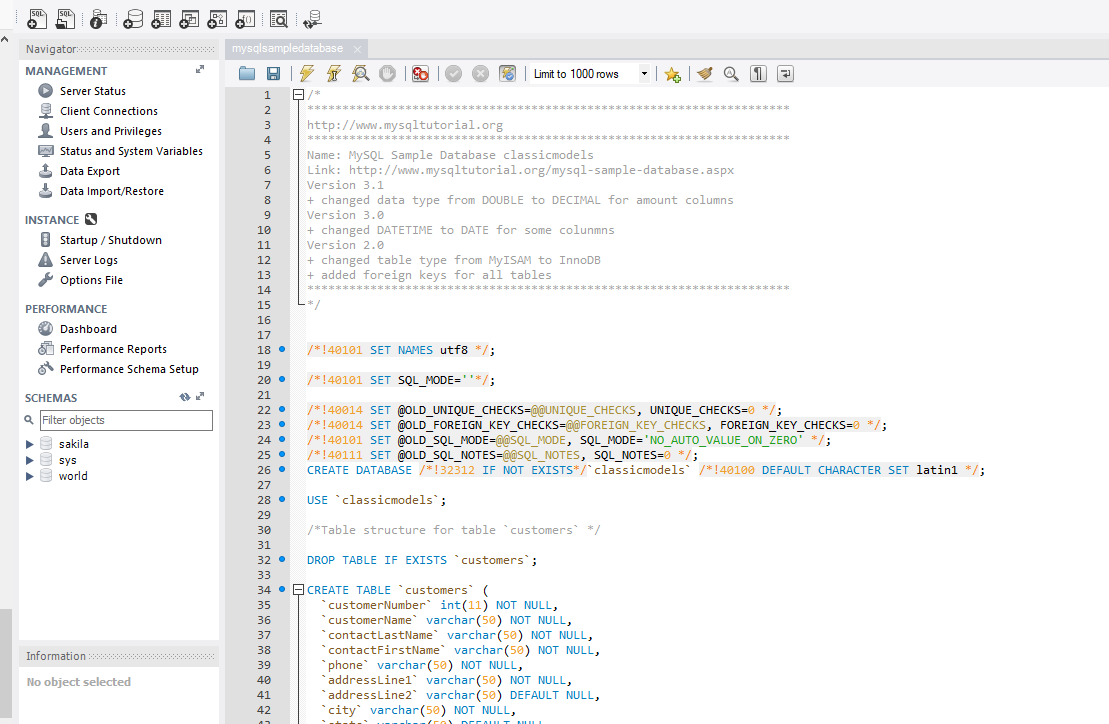 SQL SQL
Navigator
mysqlsampledatabase
MANAGEMENT
Server Status
Client Connections
Users and Privileges
Status and System Variables
Data Export
Data Import/Restore
INSTANCE
Startup / Shutdown
Server Logs
Options File
PERFORMANCE
Dashboard
Performance Reports
Performance Schema Setup
SCHEMAS
Filter objects
sakila
sys
world
Information
No object selected
Limit to 1000 rows
1 /*
2 *********************************************************************
3 http://www.mysqltutorial.org
4 *********************************************************************
5 Name: MySQL Sample Database classicmodels
6 Link: http://www.mysqltutorial.org/mysql-sample-database.aspx
7 Version 3.1
8 + changed data type from DOUBLE to DECIMAL for amount columns
9 Version 3.0
10 + changed DATETIME to DATE for some colunmns
11 Version 2.0
12 + changed table type from MyISAM to InnoDB
13 + added foreign keys for all tables
14 *********************************************************************
15 */
16
17
18 /*!40101 SET NAMES utf8 */;
19
20 /*!40101 SET SQL_MODE=''*/;
21
22 /*!40014 SET @OLD_UNIQUE_CHECKS=@@UNIQUE_CHECKS, UNIQUE_CHECKS=0 */;
23 /*!40014 SET @OLD_FOREIGN_KEY_CHECKS=@@FOREIGN_KEY_CHECKS, FOREIGN_KEY_CHECKS=0 */;
24 /*!40101 SET @OLD_SQL_MODE=@@SQL_MODE, SQL_MODE='NO_AUTO_VALUE_ON_ZERO' */;
25 /*!40111 SET @OLD_SQL_NOTES=@@SQL_NOTES, SQL_NOTES=0 */;
26 CREATE DATABASE /*!32312 IF NOT EXISTS*/`classicmodels` /*!40100 DEFAULT CHARACTER SET latin1 */;
27
28 USE `classicmodels`;
29
30 /*Table structure for table `customers` */
31
32 DROP TABLE IF EXISTS `customers`;
33
34 CREATE TABLE `customers` (
35 `customerNumber` int(11) NOT NULL,
36 `customerName` varchar(50) NOT NULL,
37 `contactLastName` varchar(50) NOT NULL,
38 `contactFirstName` varchar(50) NOT NULL,
39 `phone` varchar(50) NOT NULL,
40 `addressLine1` varchar(50) NOT NULL,
41 `addressLine2` varchar(50) DEFAULT NULL,
42 `city` varchar(50) NOT NULL,
43 `state` varchar(50) DEFAULT NULL,